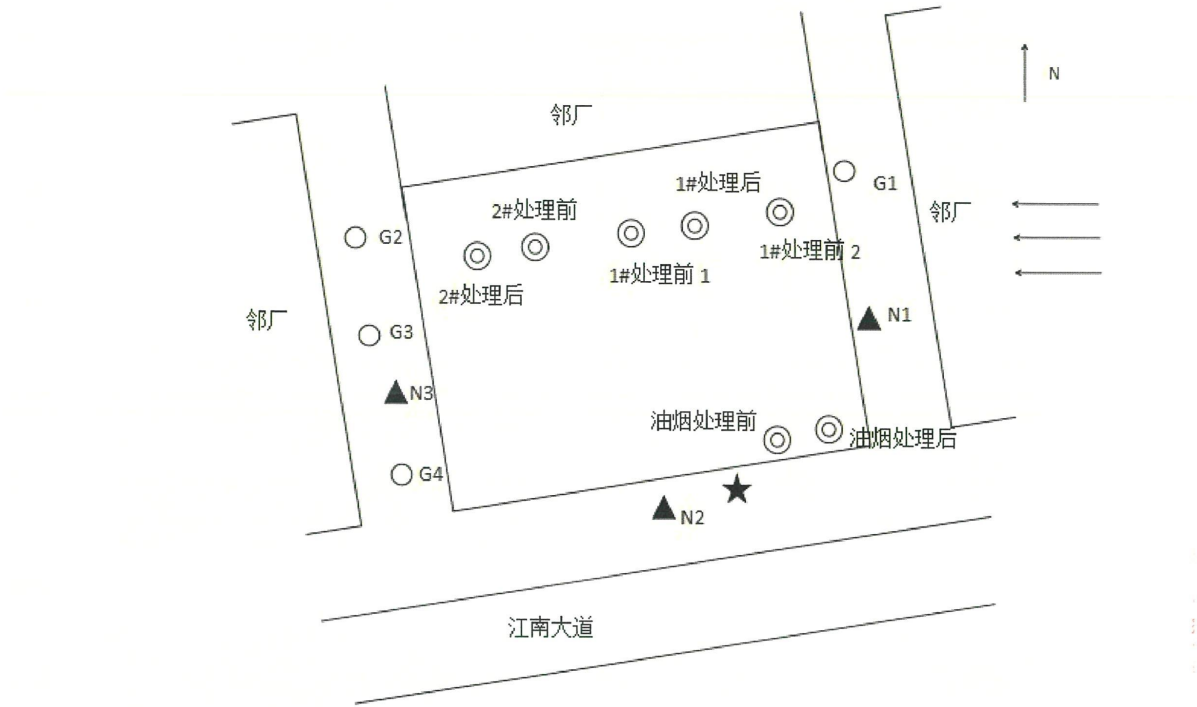 N
邻厂
1#处理后
G1
2#处理前
邻厂
G2
1#处理前 2
1#处理前 1
2#处理后
N1
邻厂
G3
N3
油烟处理前
油烟处理后
G4
N2
江南大道